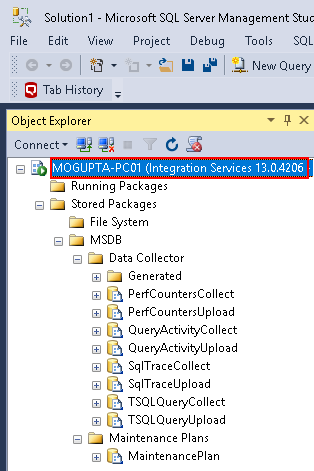 Solution1 - Microsoft SQL Server Management Stud
File Edit View Project Debug Tools SQL
New Query
Tab History
Object Explorer
Connect
MOGUPTA-PC01 (Integration Services 13.0.4206
Running Packages
Stored Packages
File System
MSDB
Data Collector
Generated
PerfCountersCollect
PerfCountersUpload
QueryActivityCollect
QueryActivityUpload
SqlTraceCollect
SqlTraceUpload
TSQLQueryCollect
TSQLQueryUpload
Maintenance Plans
MaintenancePlan